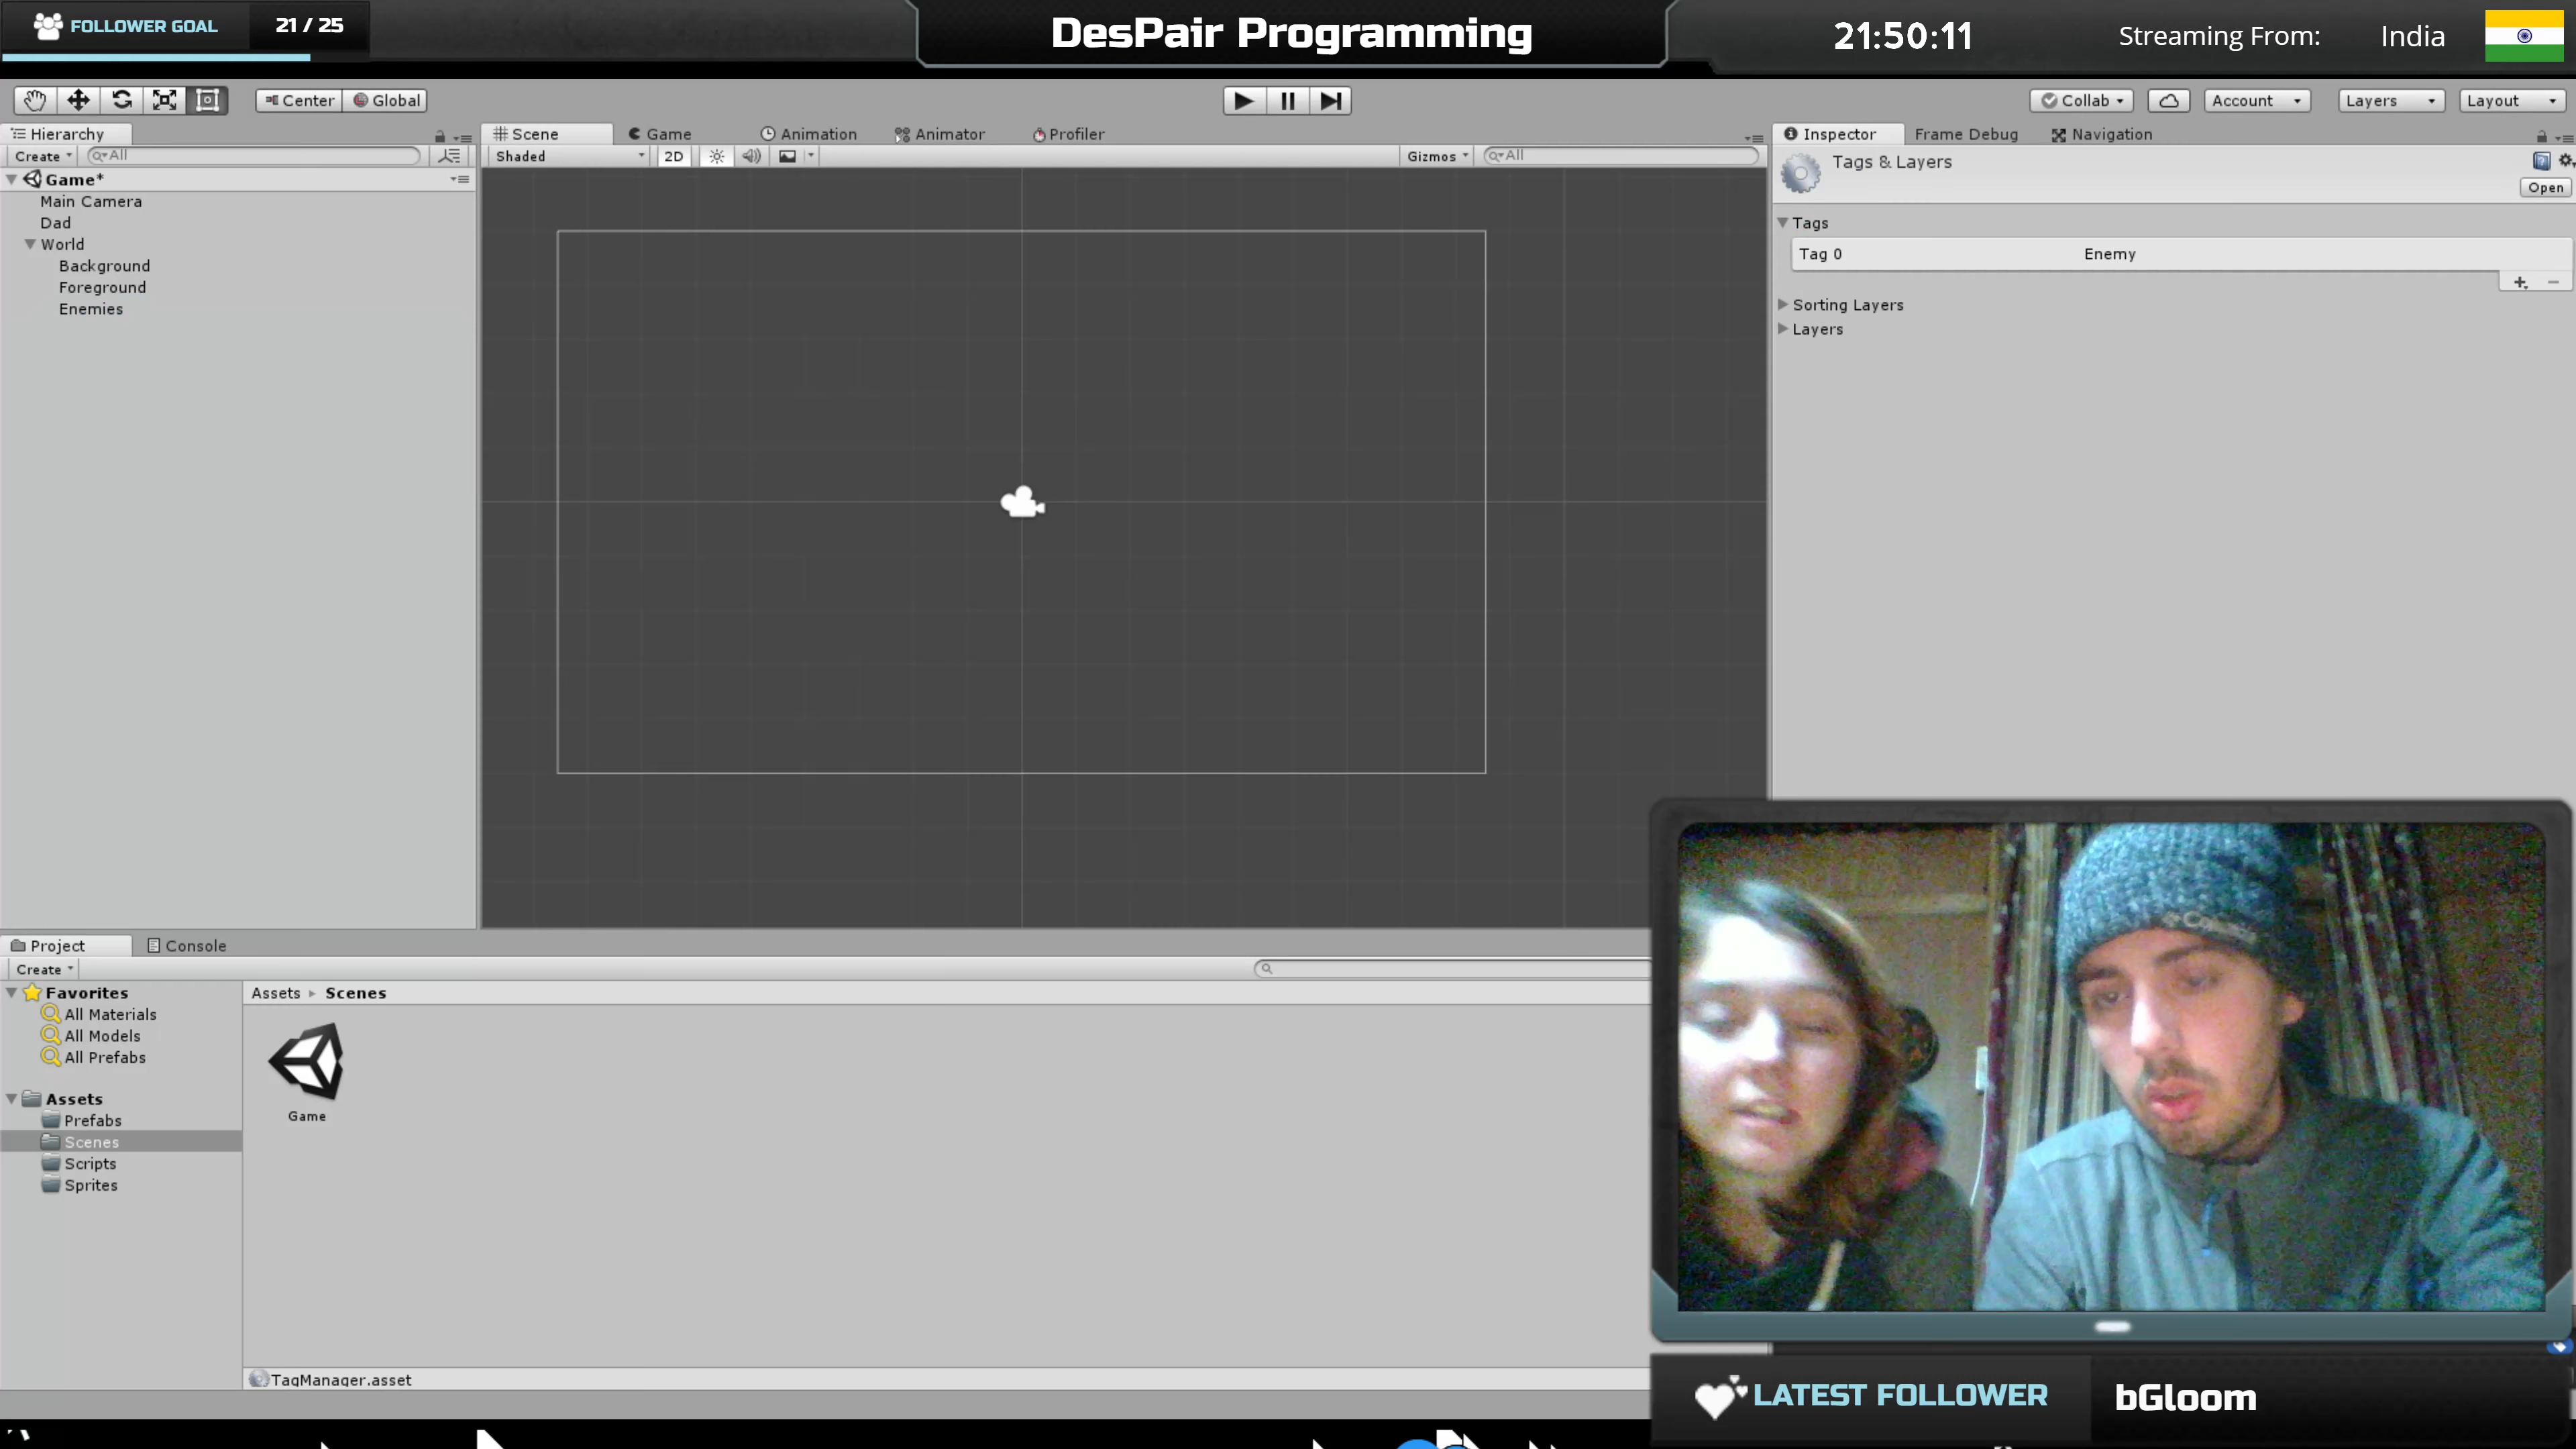 FOLLOWER GOAL 21 / 25 DesPair Programming 21:50:11 Streaming From: India
Center Global Collab Account Layers Layout
Hierarchy Scene Game Animation Animator Profiler Inspector Frame Debug Navigation
Create All Shaded 2D Gizmos All Tags & Layers
Open
Game*
Main Camera
Dad
World
Background
Foreground
Enemies
Tags
Tag 0 Enemy
Sorting Layers
Layers
Project Console
Create
Favorites
All Materials
All Models
All Prefabs
Assets
Prefabs
Scenes
Scripts
Sprites
Assets Scenes
Game
TagManager.asset
LATEST FOLLOWER bGloom